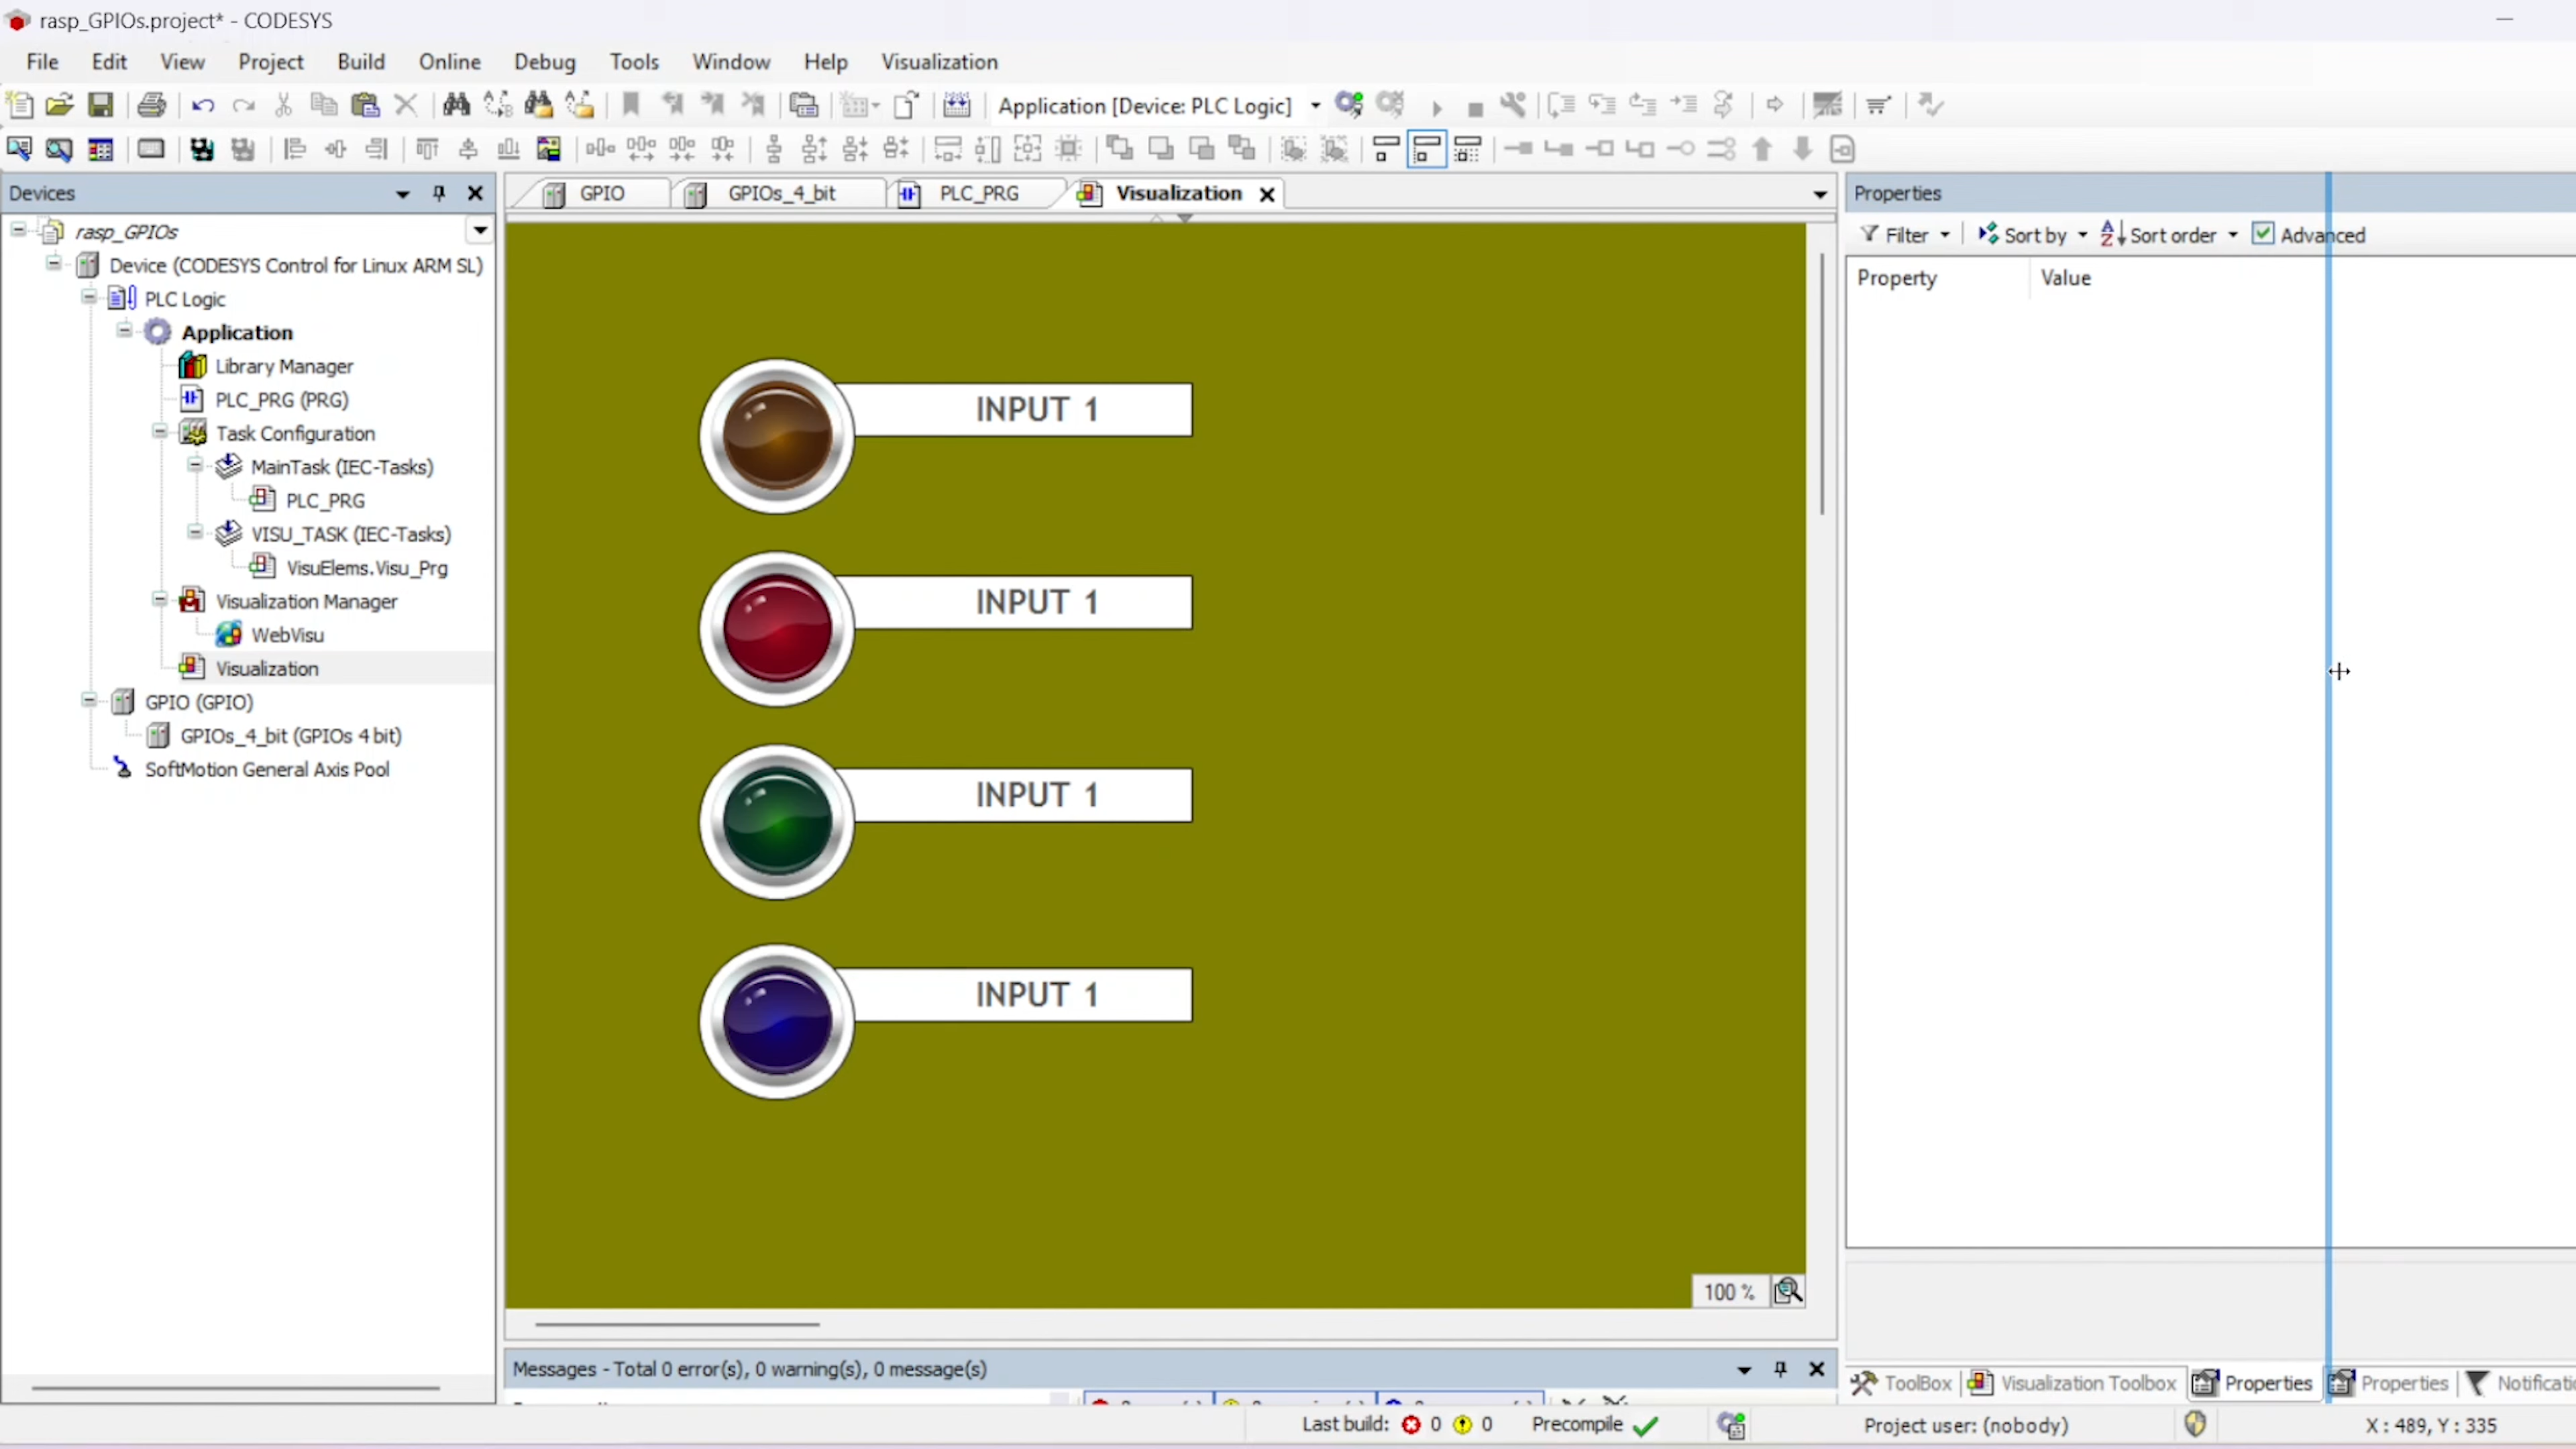 rasp_GPIOs.project* - CODESYS
File Edit View Project Build Online Debug Tools Window Help Visualization
Application [Device: PLC Logic]
Devices
rasp_GPIOs
Device (CODESYS Control for Linux ARM SL)
PLC Logic
Application
Library Manager
PLC_PRG (PRG)
Task Configuration
MainTask (IEC-Tasks)
PLC_PRG
VISU_TASK (IEC-Tasks)
VisuElems.Visu_Prg
Visualization Manager
WebVisu
Visualization
GPIO (GPIO)
GPIOs_4_bit (GPIOs 4 bit)
SoftMotion General Axis Pool
GPIO GPIOs_4_bit PLC_PRG Visualization
INPUT 1
INPUT 1
INPUT 1
INPUT 1
100 %
Messages - Total 0 error(s), 0 warning(s), 0 message(s)
Properties
Filter Sort by Sort order Advanced
Property Value
ToolBox Visualization Toolbox Properties Properties
Last build: 0 0 Precompile Project user: (nobody) X : 489, Y : 335